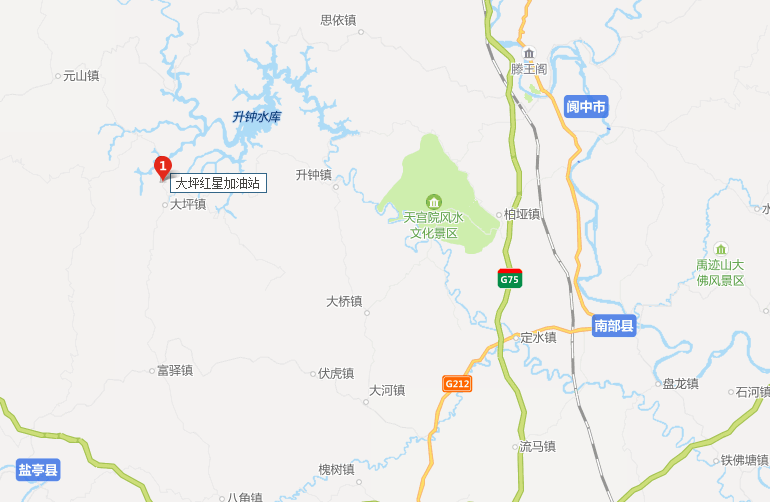 思依镇
滕王阁
元山镇
阆中市
升钟水库
1
升钟镇
大坪红星加油站
大坪镇
天宫院风水
文化景区
柏垭镇
水
禹迹山大
佛风景区
G75
大桥镇
南部县
定水镇
富驿镇
伏虎镇
G212
大河镇
盘龙镇
石河镇
流马镇
铁佛塘镇
盐亭县
槐树镇
八角镇